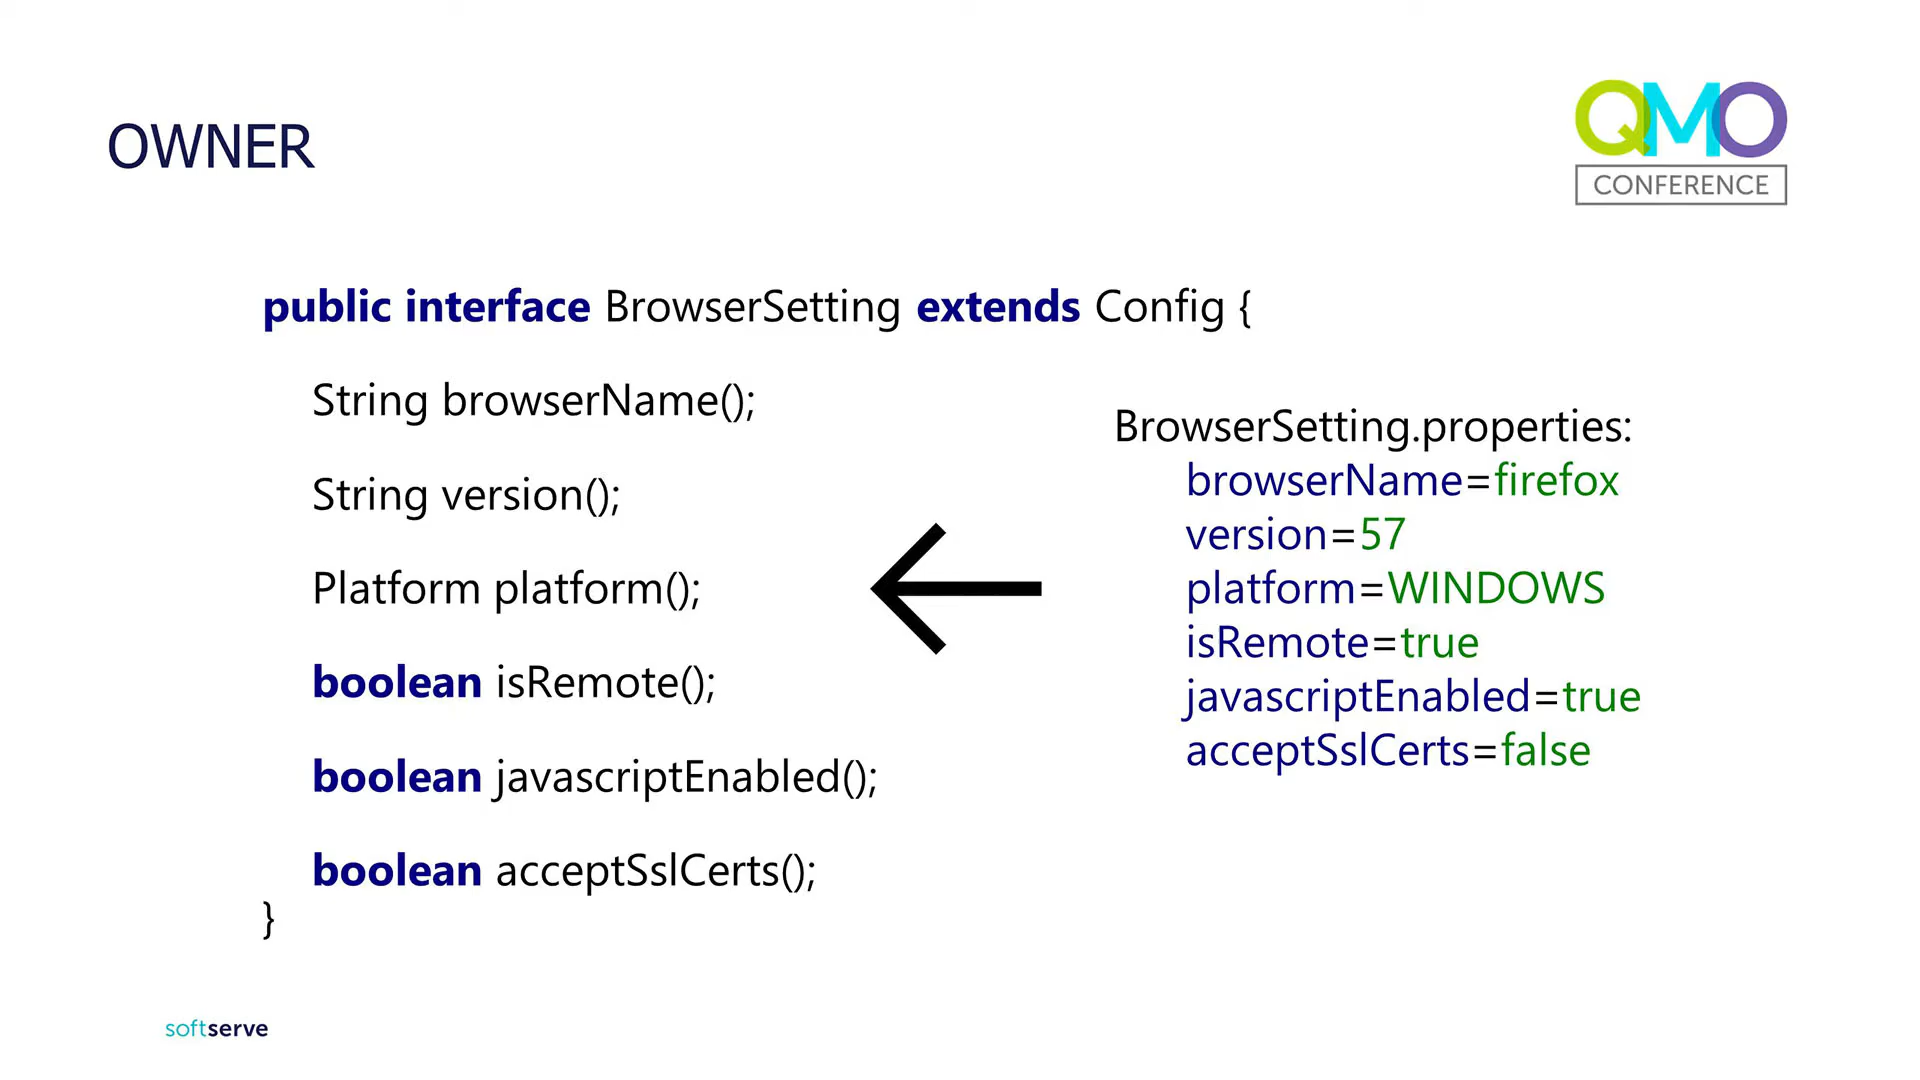 OWNER
QMO
CONFERENCE
public interface BrowserSetting extends Config {
String browserName();
String version();
Platform platform();
boolean isRemote();
boolean javascriptEnabled();
boolean acceptSslCerts();
}
BrowserSetting.properties:
browserName=firefox
version=57
platform=WINDOWS
isRemote=true
javascriptEnabled=true
acceptSslCerts=false
softserve